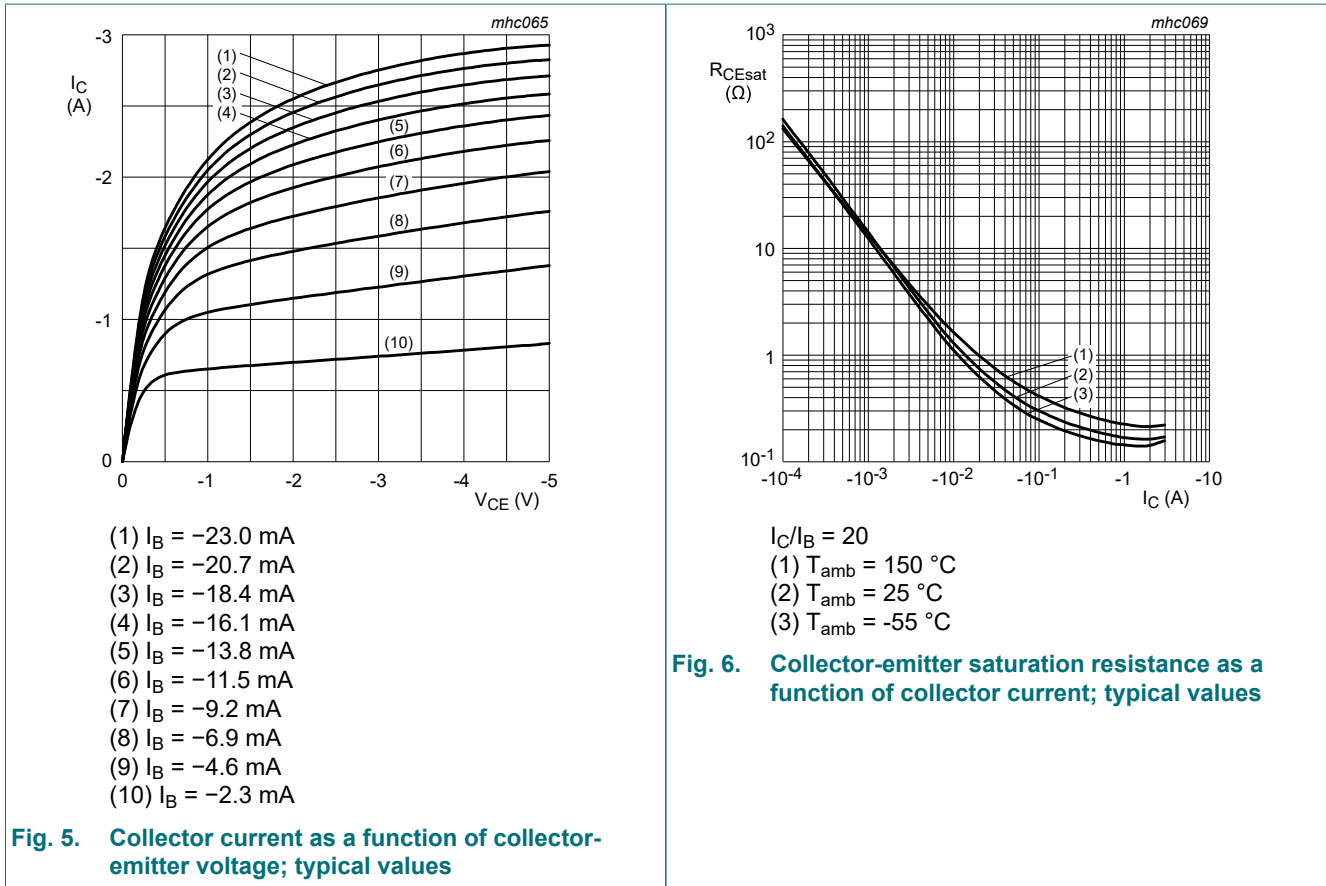 mhc065
-3
I_C
(A)
(1)
(2)
(3)
(4)
(5)
(6)
-2
(7)
(8)
(9)
-1
(10)
0
0
-1
-2
-3
-4
-5
V_CE (V)
(1) I_B = −23.0 mA
(2) I_B = −20.7 mA
(3) I_B = −18.4 mA
(4) I_B = −16.1 mA
(5) I_B = −13.8 mA
(6) I_B = −11.5 mA
(7) I_B = −9.2 mA
(8) I_B = −6.9 mA
(9) I_B = −4.6 mA
(10) I_B = −2.3 mA
Fig. 5. Collector current as a function of collector-
emitter voltage; typical values
mhc069
10^3
R_CEsat
(Ω)
10^2
10
1
(1)
(2)
(3)
10^-1
-10^-4
-10^-3
-10^-2
-10^-1
-1
-10
I_C (A)
I_C/I_B = 20
(1) T_amb = 150 °C
(2) T_amb = 25 °C
(3) T_amb = -55 °C
Fig. 6. Collector-emitter saturation resistance as a
function of collector current; typical values